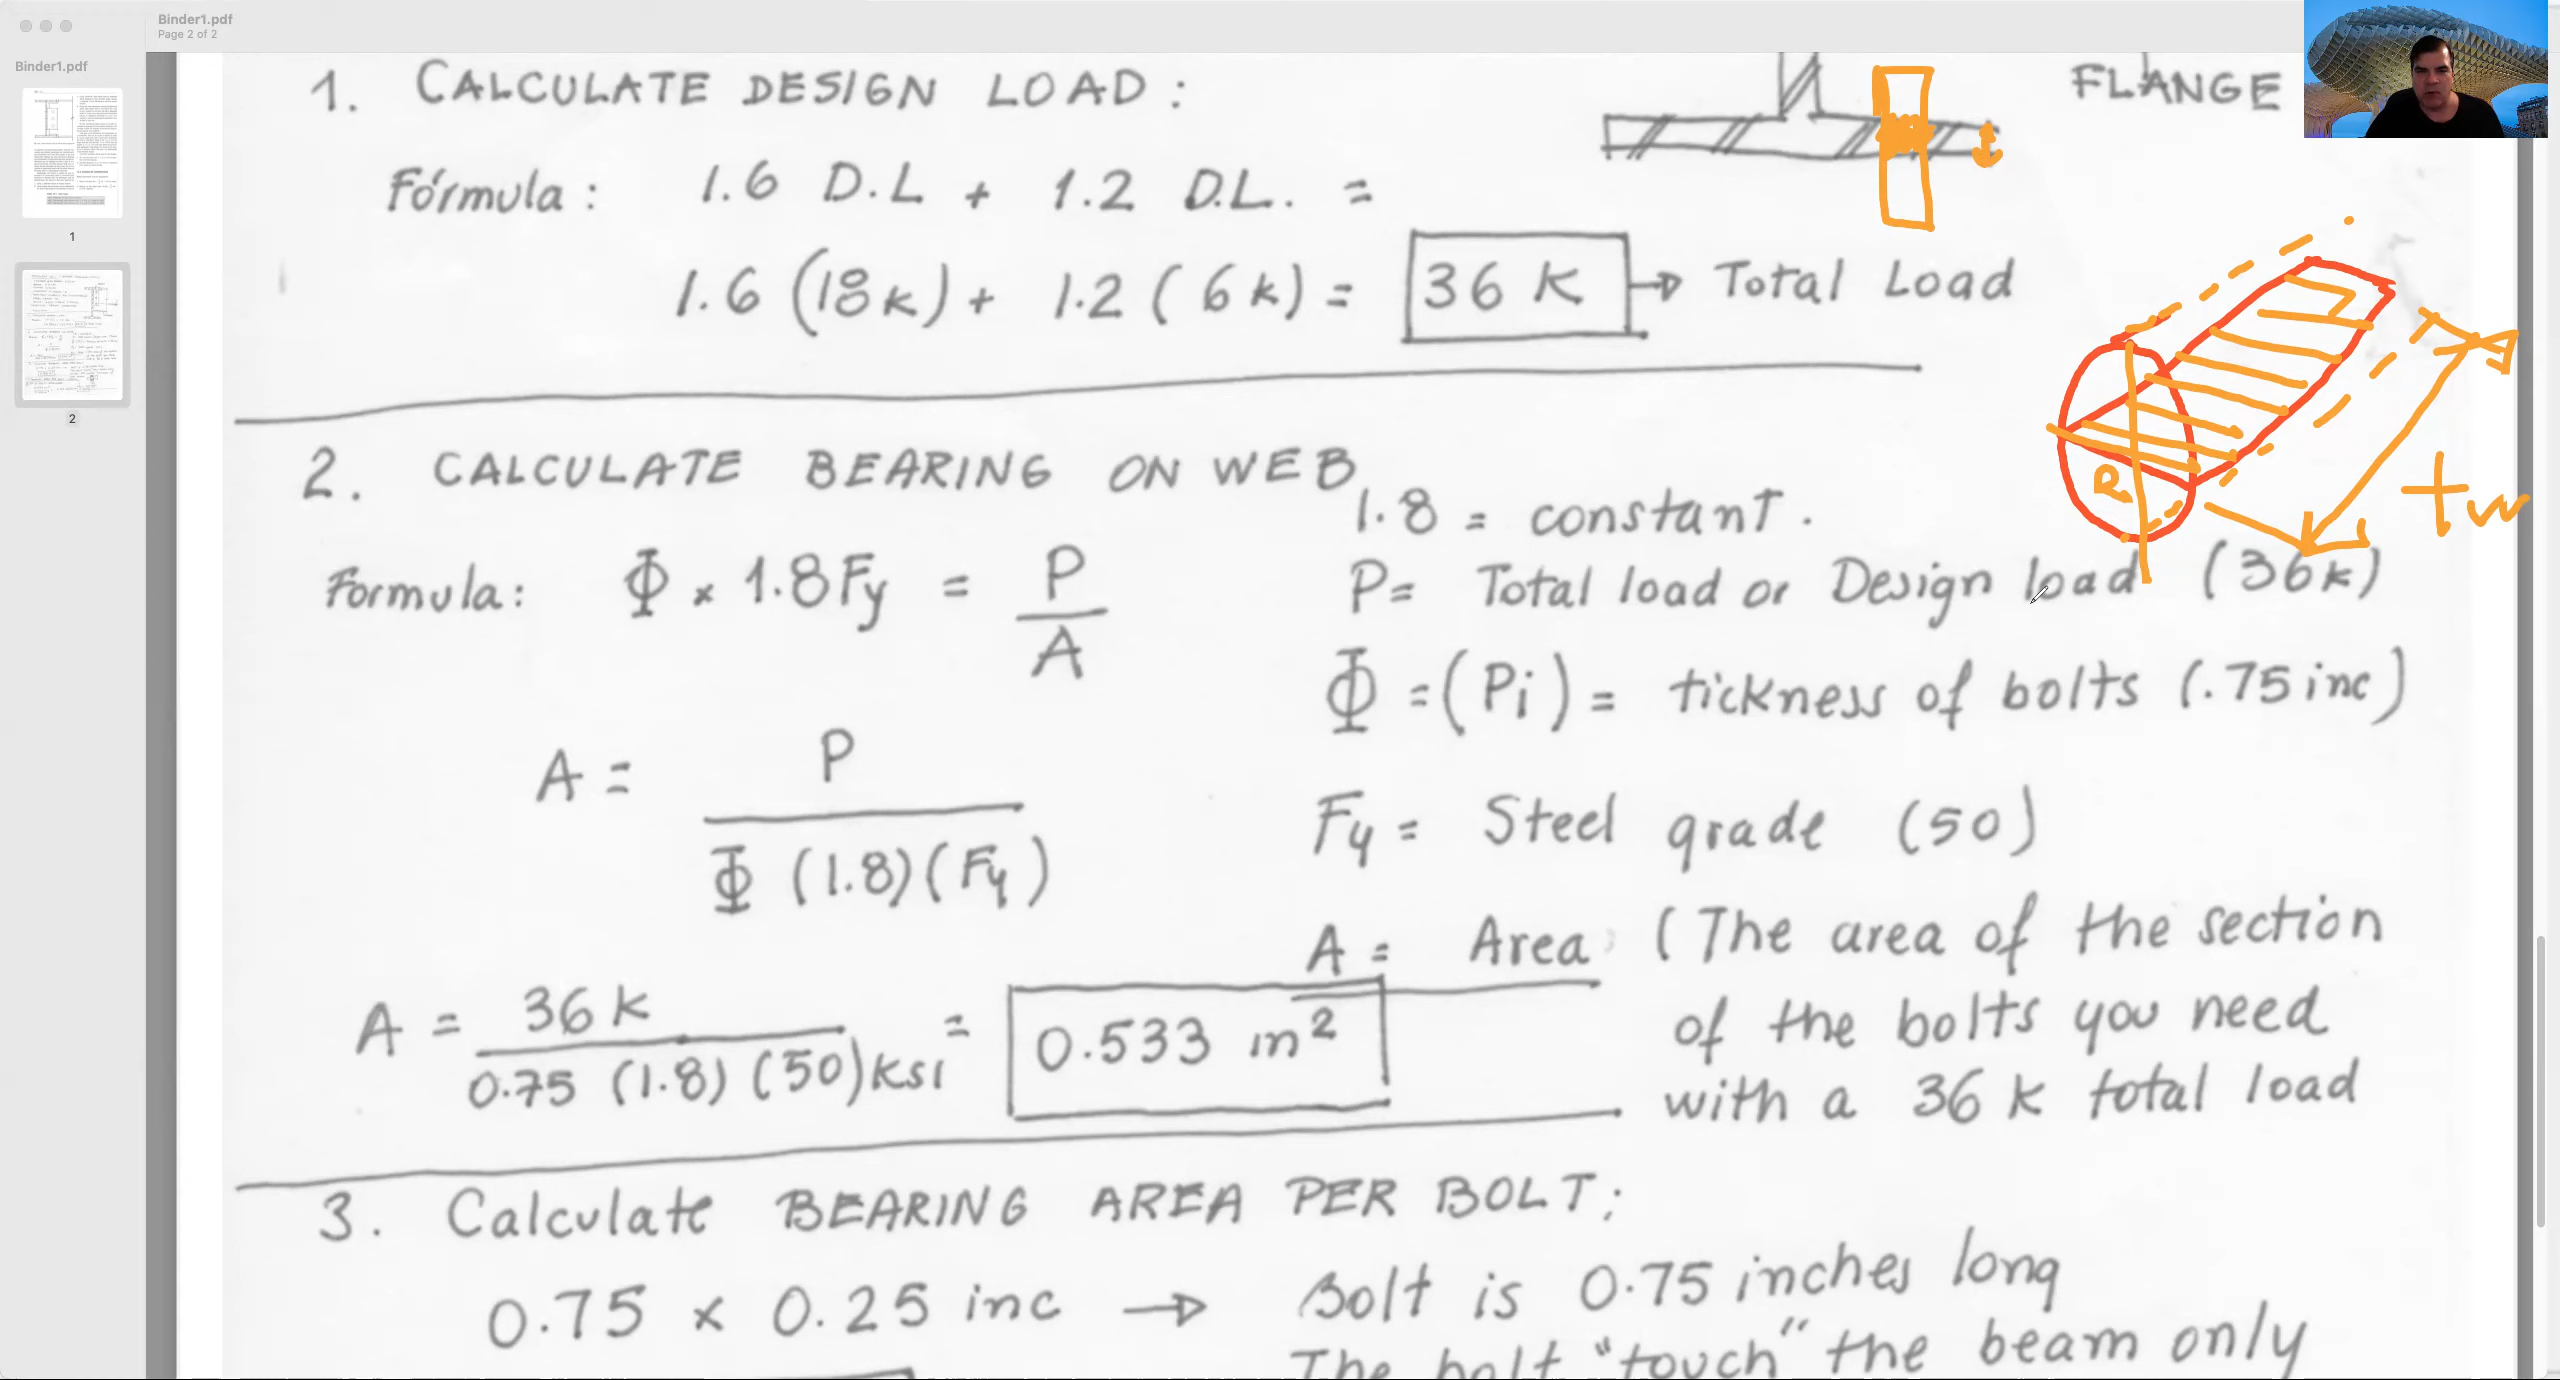 Binder1.pdf
Page 2 of 2
Binder1.pdf
1
2
1. CALCULATE DESIGN LOAD:
FLANGE
t
Fórmula: 1.6 D.L + 1.2 D.L. =
1.6 (18k) + 1.2 (6k) = 36 K → Total Load
R
tw
2. CALCULATE BEARING ON WEB
1.8 = constant.
Formula: Φ x 1.8Fy = P / A
P = Total load or Design load (36k)
Φ = (Pi) = tickness of bolts (.75 inc)
A = P / Φ (1.8)(Fy)
Fy = Steel grade (50)
A = Area (The area of the section
of the bolts you need
with a 36 K total load
A = 36 k / 0.75 (1.8) (50) ksi = 0.533 in²
3. Calculate BEARING AREA PER BOLT:
0.75 x 0.25 inc → Bolt is 0.75 inches long
The bolt "touch" the beam only